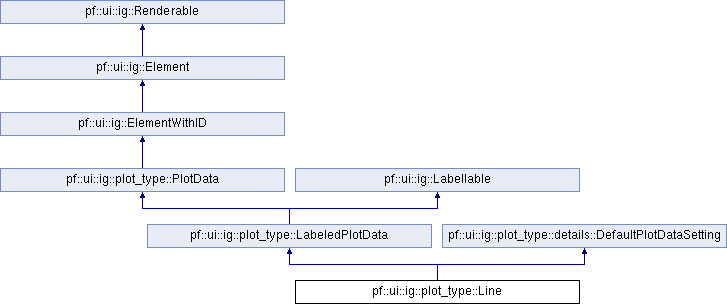 pf::ui::ig::Renderable
pf::ui::ig::Element
pf::ui::ig::ElementWithID
pf::ui::ig::plot_type::PlotData
pf::ui::ig::Labellable
pf::ui::ig::plot_type::LabeledPlotData
pf::ui::ig::plot_type::details::DefaultPlotDataSetting
pf::ui::ig::plot_type::Line